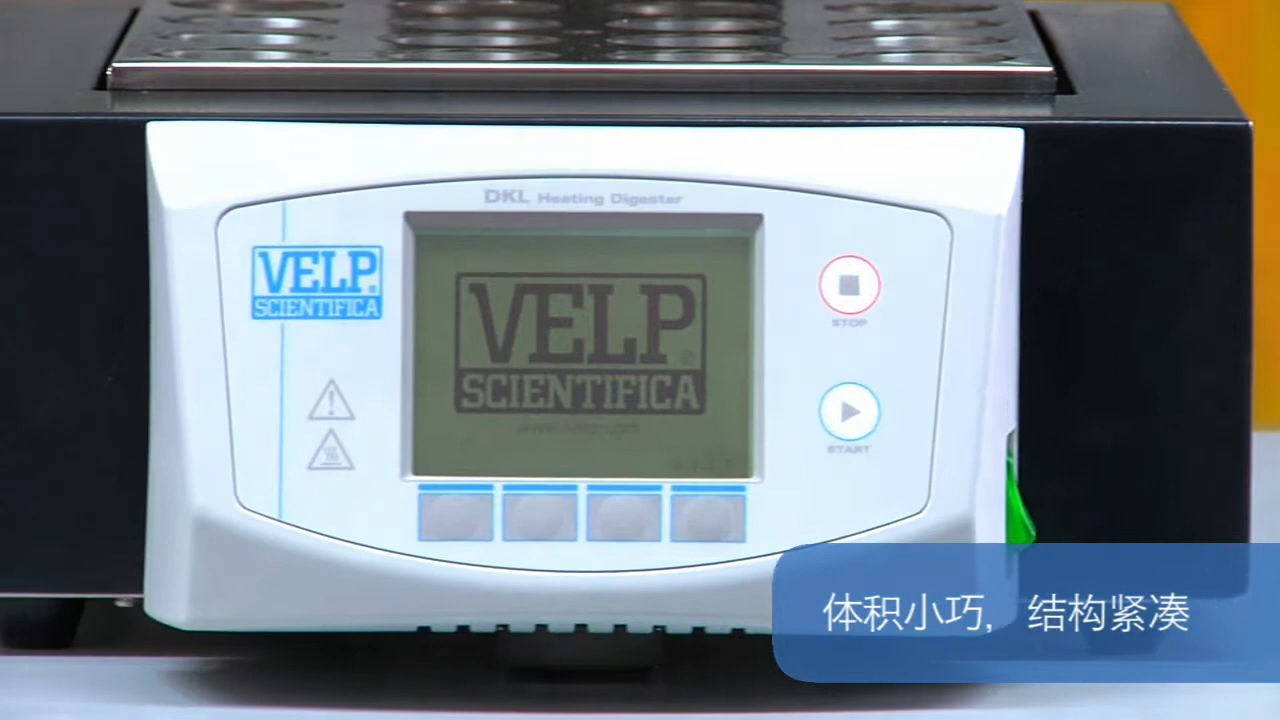 DKL Heating Digester
VELP®
SCIENTIFICA
VELP®
SCIENTIFICA
STOP
START
体积小巧, 结构紧凑